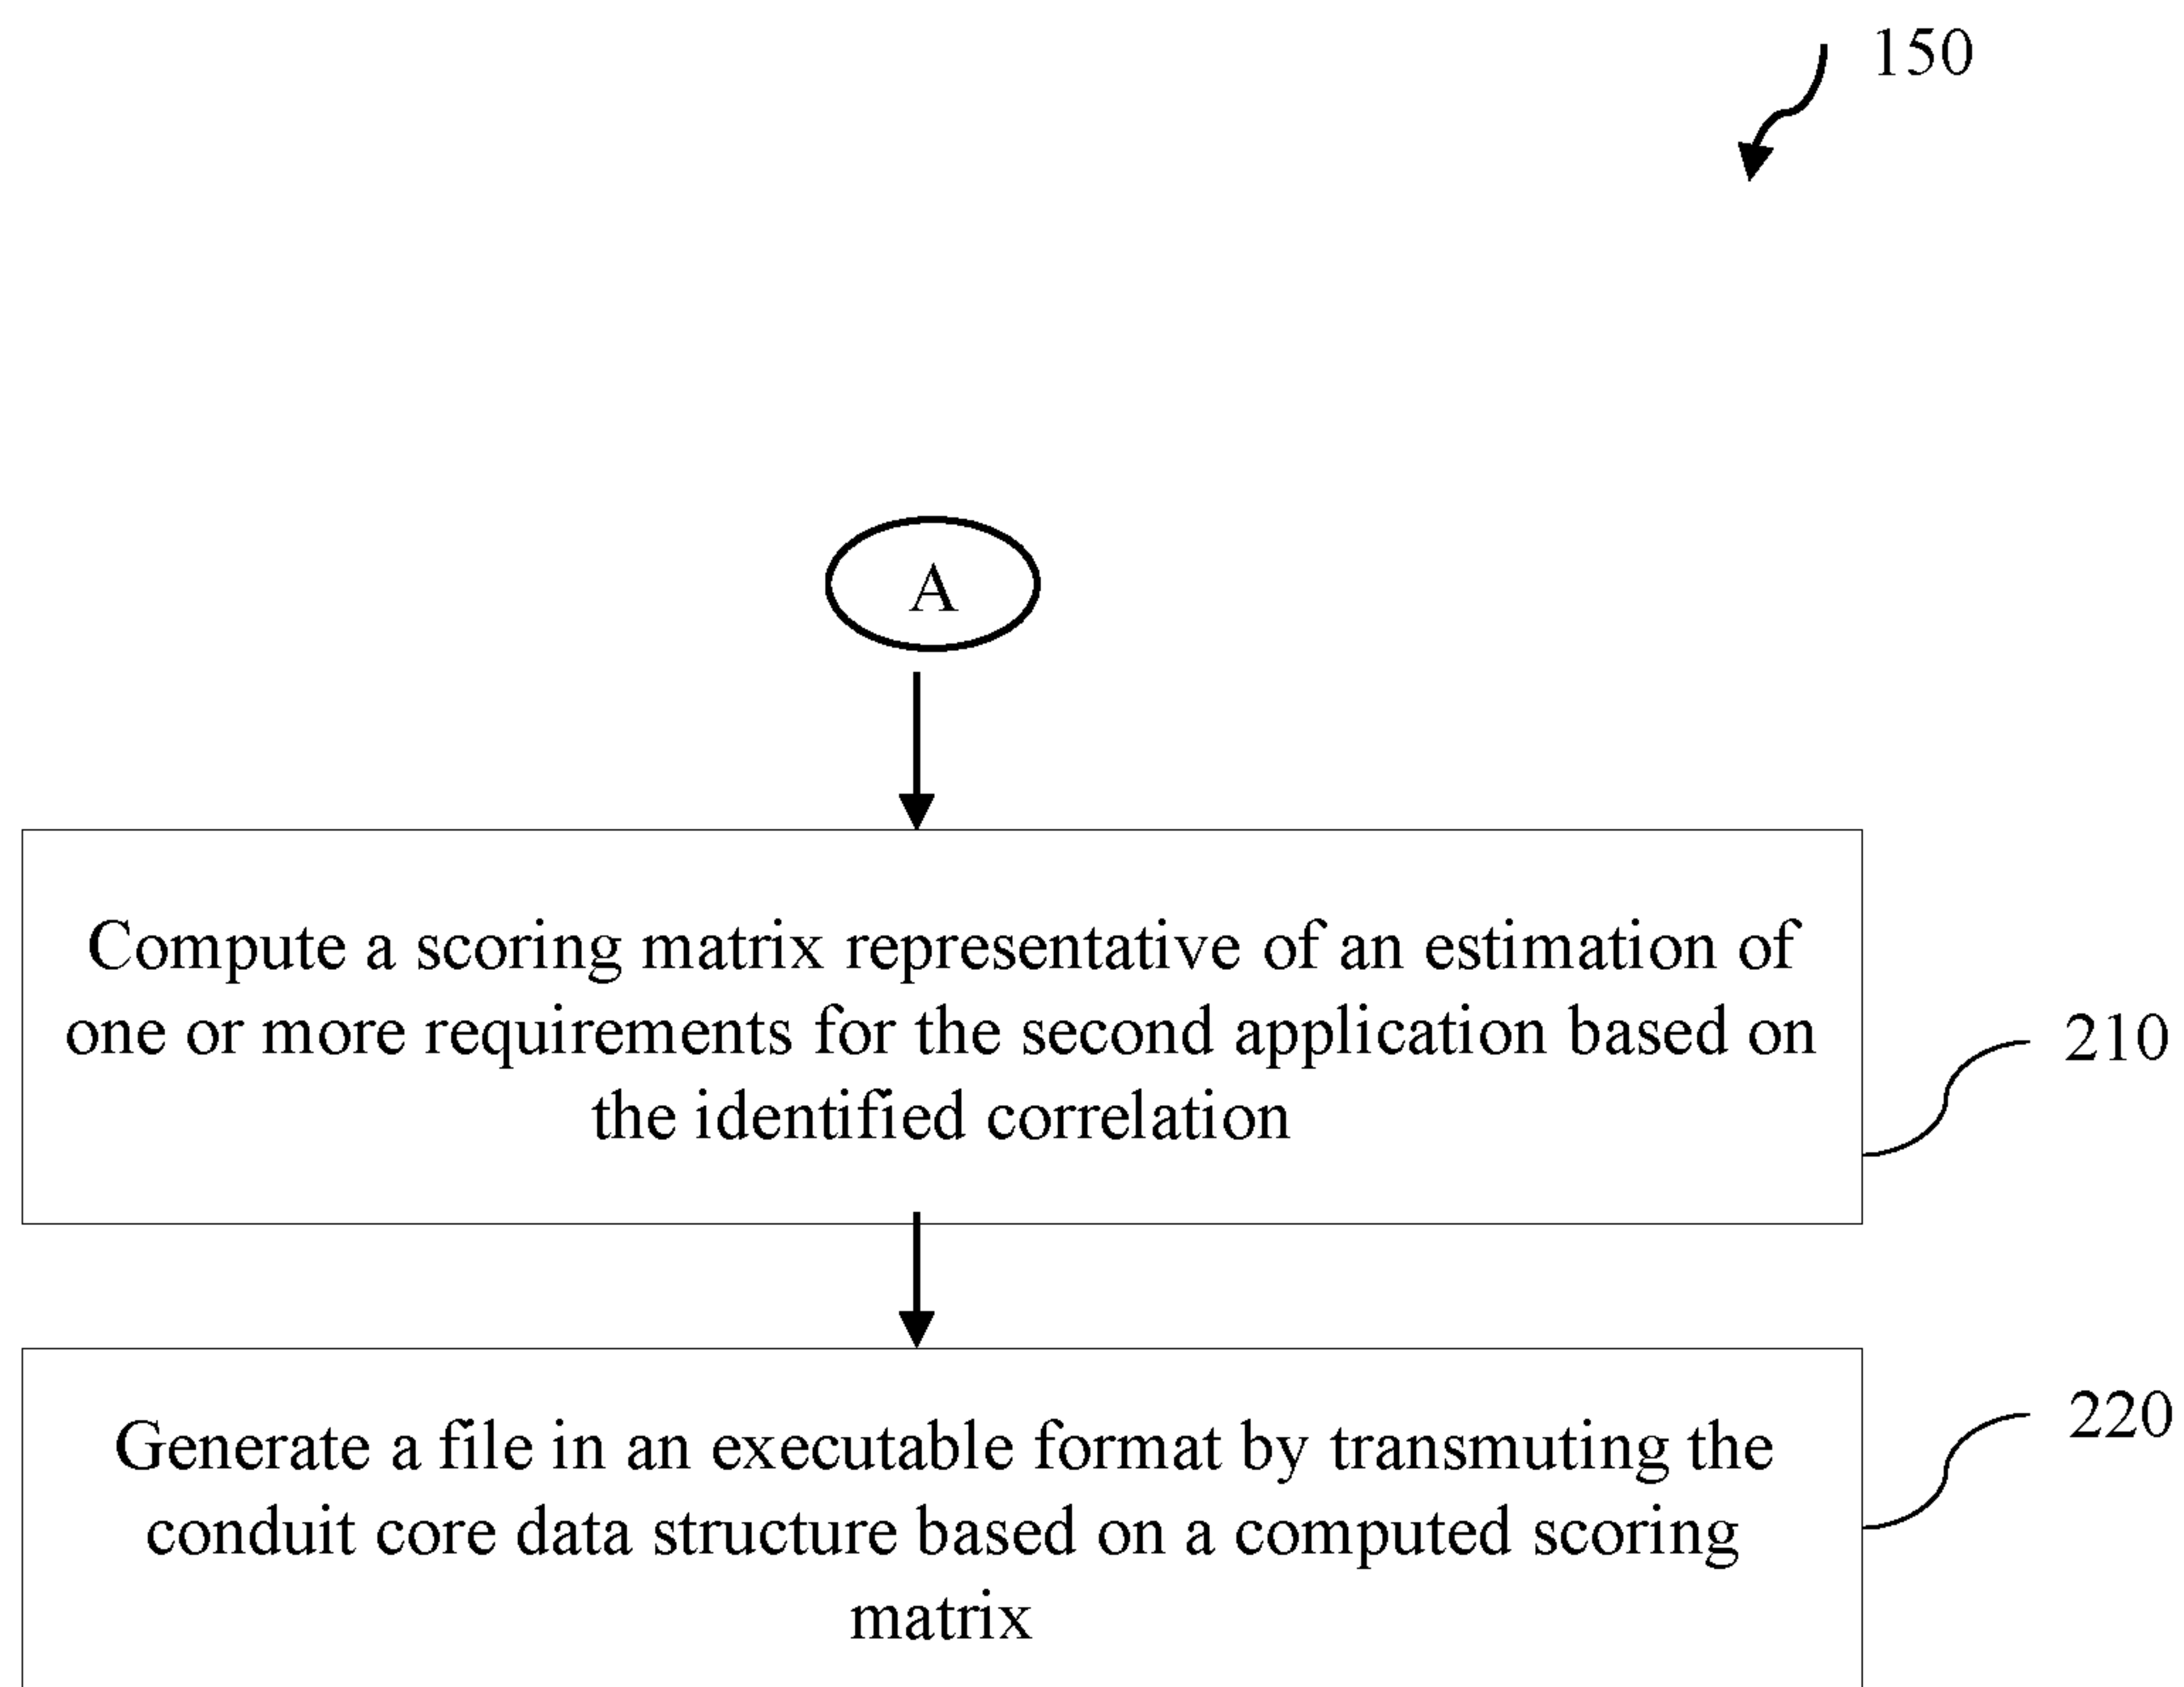 150
A
Compute a scoring matrix representative of an estimation of
one or more requirements for the second application based on
the identified correlation
210
Generate a file in an executable format by transmuting the
conduit core data structure based on a computed scoring
matrix
220